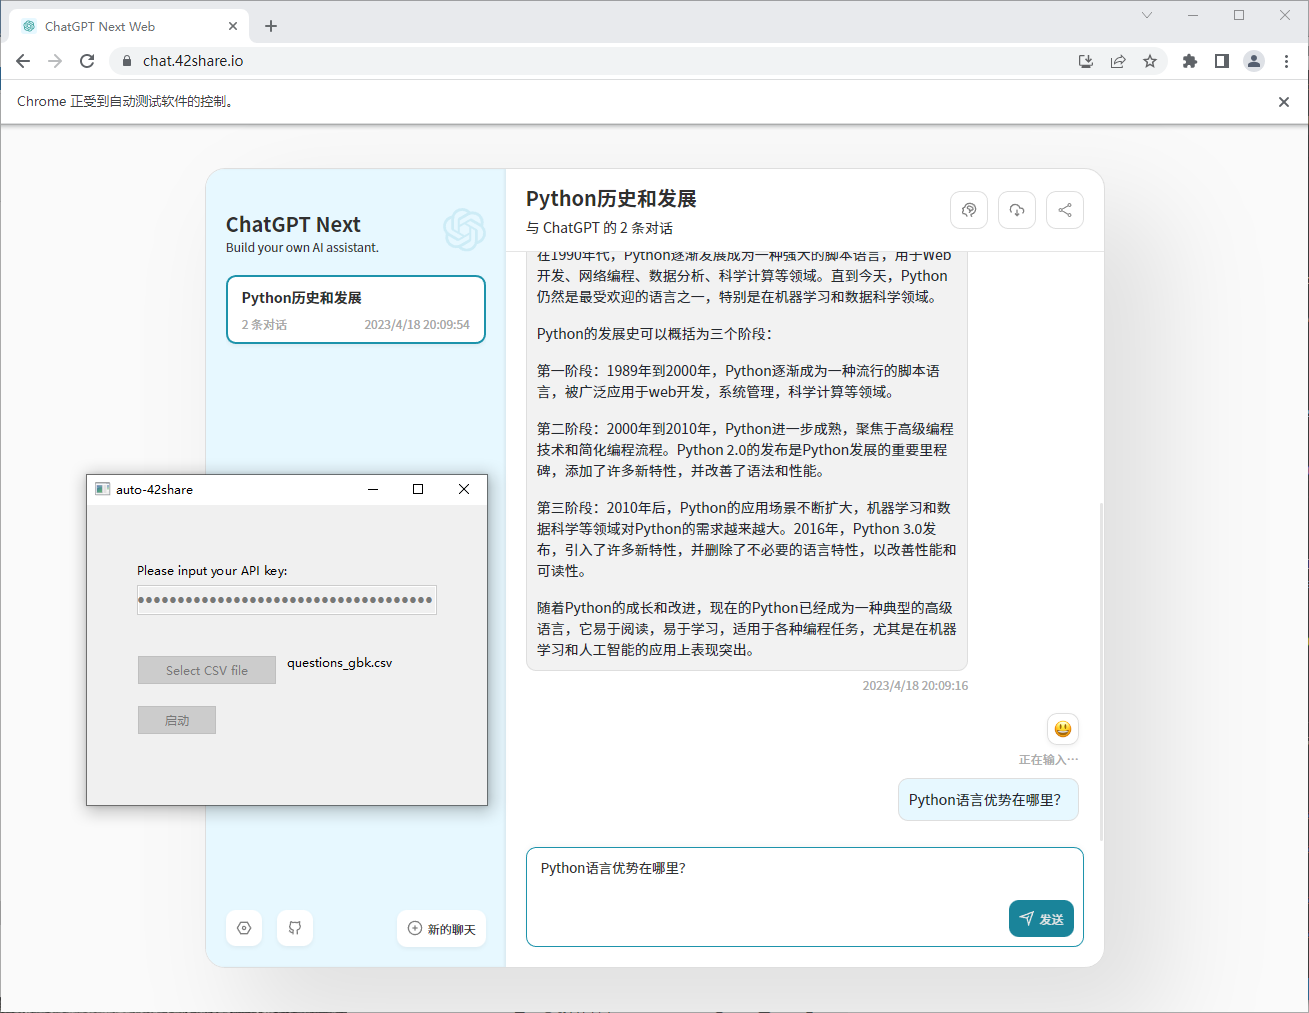 ChatGPT Next Web
chat.42share.io
Chrome 正受到自动测试软件的控制。
ChatGPT Next
Build your own AI assistant.
Python历史和发展
2 条对话
2023/4/18 20:09:54
Python历史和发展
与 ChatGPT 的 2 条对话
在1990年代，Python逐渐发展成为一种强大的脚本语言，用于Web
开发、网络编程、数据分析、科学计算等领域。直到今天，Python
仍然是最受欢迎的语言之一，特别是在机器学习和数据科学领域。
Python的发展史可以概括为三个阶段：
第一阶段：1989年到2000年，Python逐渐成为一种流行的脚本语
言，被广泛应用于web开发，系统管理，科学计算等领域。
第二阶段：2000年到2010年，Python进一步成熟，聚焦于高级编程
技术和简化编程流程。Python 2.0的发布是Python发展的重要里程
碑，添加了许多新特性，并改善了语法和性能。
第三阶段：2010年后，Python的应用场景不断扩大，机器学习和数
据科学等领域对Python的需求越来越大。2016年，Python 3.0发
布，引入了许多新特性，并删除了不必要的语言特性，以改善性能和
可读性。
随着Python的成长和改进，现在的Python已经成为一种典型的高级
语言，它易于阅读，易于学习，适用于各种编程任务，尤其是在机器
学习和人工智能的应用上表现突出。
2023/4/18 20:09:16
正在输入…
Python语言优势在哪里？
Python语言优势在哪里？
发送
新的聊天
auto-42share
Please input your API key:
Select CSV file
questions_gbk.csv
启动